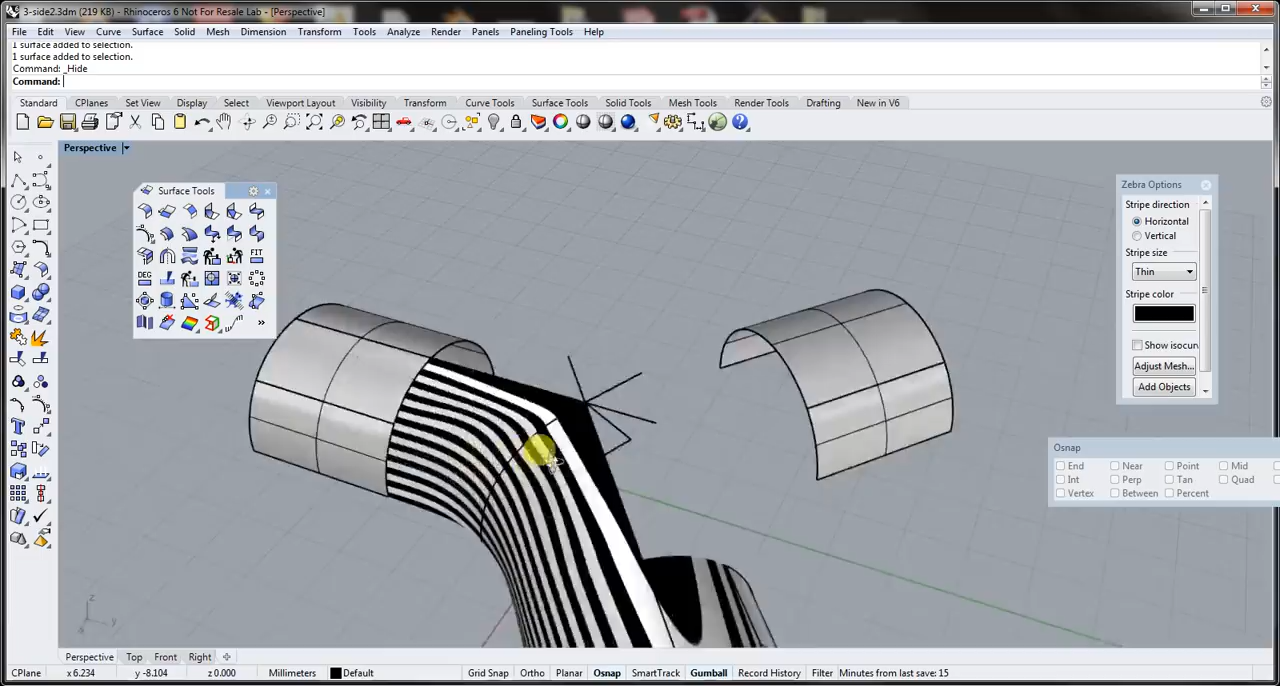 3-side2.3dm (219 KB) - Rhinoceros 6 Not For Resale Lab - [Perspective]
File Edit View Curve Surface Solid Mesh Dimension Transform Tools Analyze Render Panels Paneling Tools Help
1 surface added to selection.
1 surface added to selection.
Command: _Hide
Command:
Standard CPlanes Set View Display Select Viewport Layout Visibility Transform Curve Tools Surface Tools Solid Tools Mesh Tools Render Tools Drafting New in V6
Perspective
Surface Tools
FIT
DEG
Zebra Options
Stripe direction
Horizontal
Vertical
Stripe size
Thin
Stripe color
Show isocurv
Adjust Mesh...
Add Objects
Osnap
End Near Point Mid
Int Perp Tan Quad
Vertex Between Percent
z
y
Perspective Top Front Right
CPlane x 6.234 y -8.104 z 0.000 Millimeters Default Grid Snap Ortho Planar Osnap SmartTrack Gumball Record History Filter Minutes from last save: 15